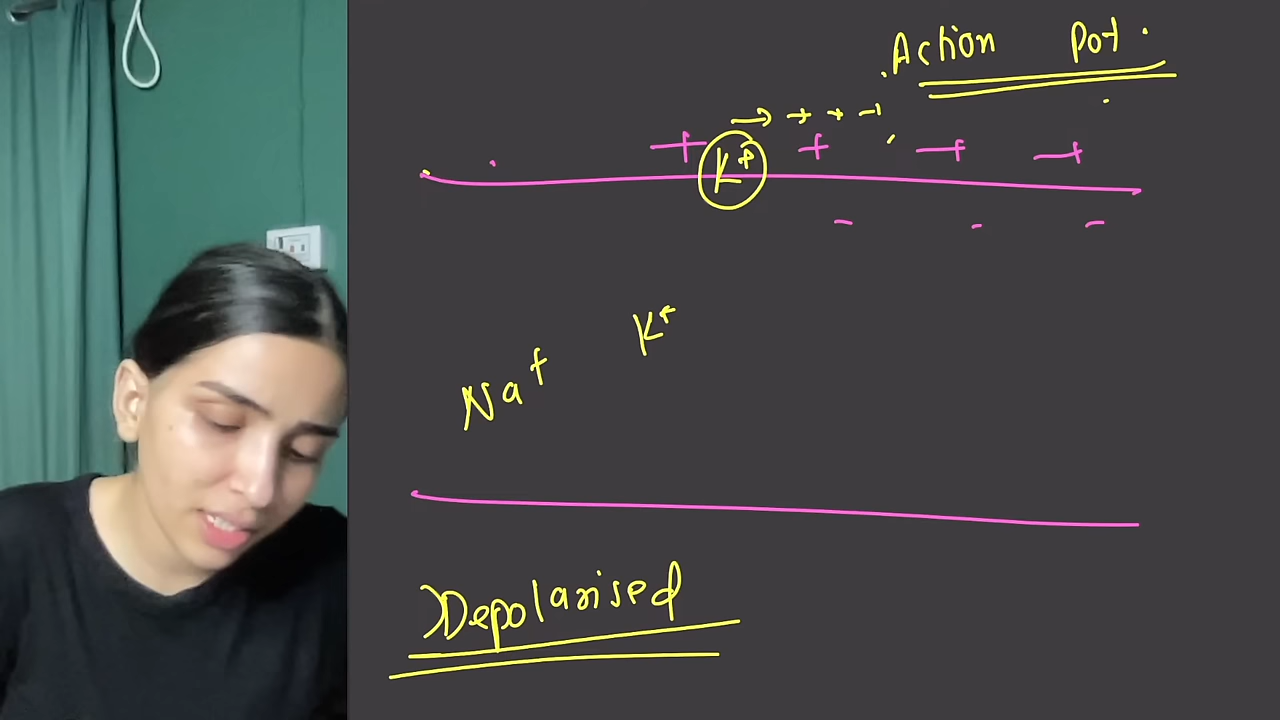 Action Pot.
→ → → →
+ K+ + + +
- - -
K+
Na+
Depolarised